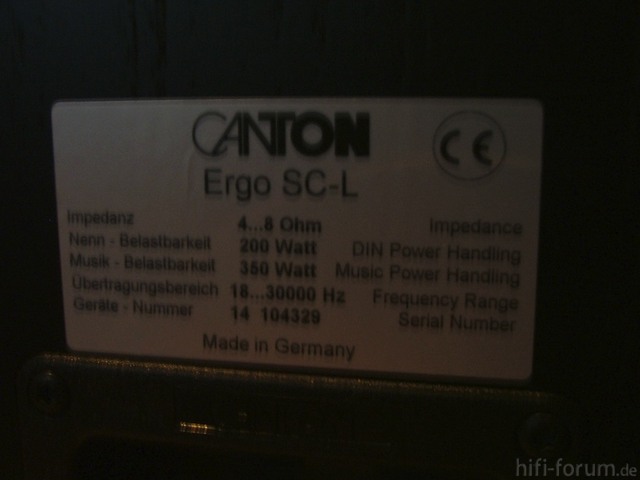 CANTON
CE
Ergo SC-L
Impedanz 4...8 Ohm Impedance
Nenn - Belastbarkeit 200 Watt DIN Power Handling
Musik - Belastbarkeit 350 Watt Music Power Handling
Übertragungsbereich 18...30000 Hz Frequency Range
Geräte - Nummer 14 104329 Serial Number
Made in Germany
hifi-forum.de